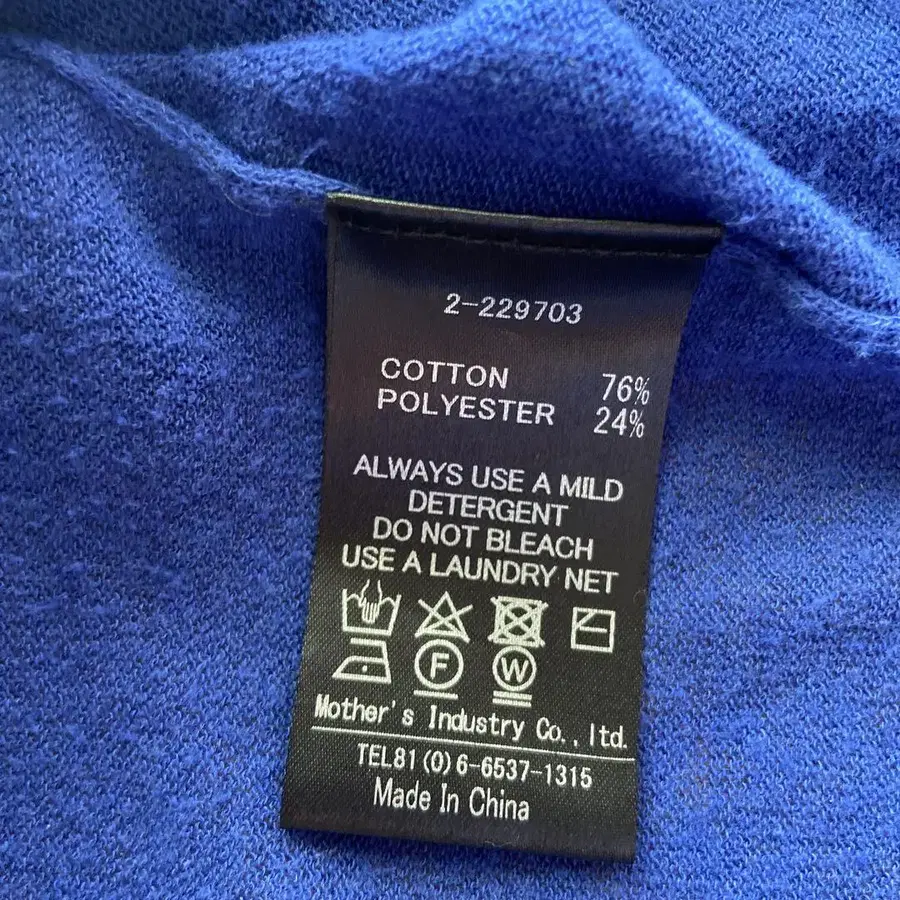 2-229703
COTTON 76%
POLYESTER 24%
ALWAYS USE A MILD
DETERGENT
DO NOT BLEACH
USE A LAUNDRY NET
F W
Mother's Industry Co., ltd.
TEL81(0)6-6537-1315
Made In China